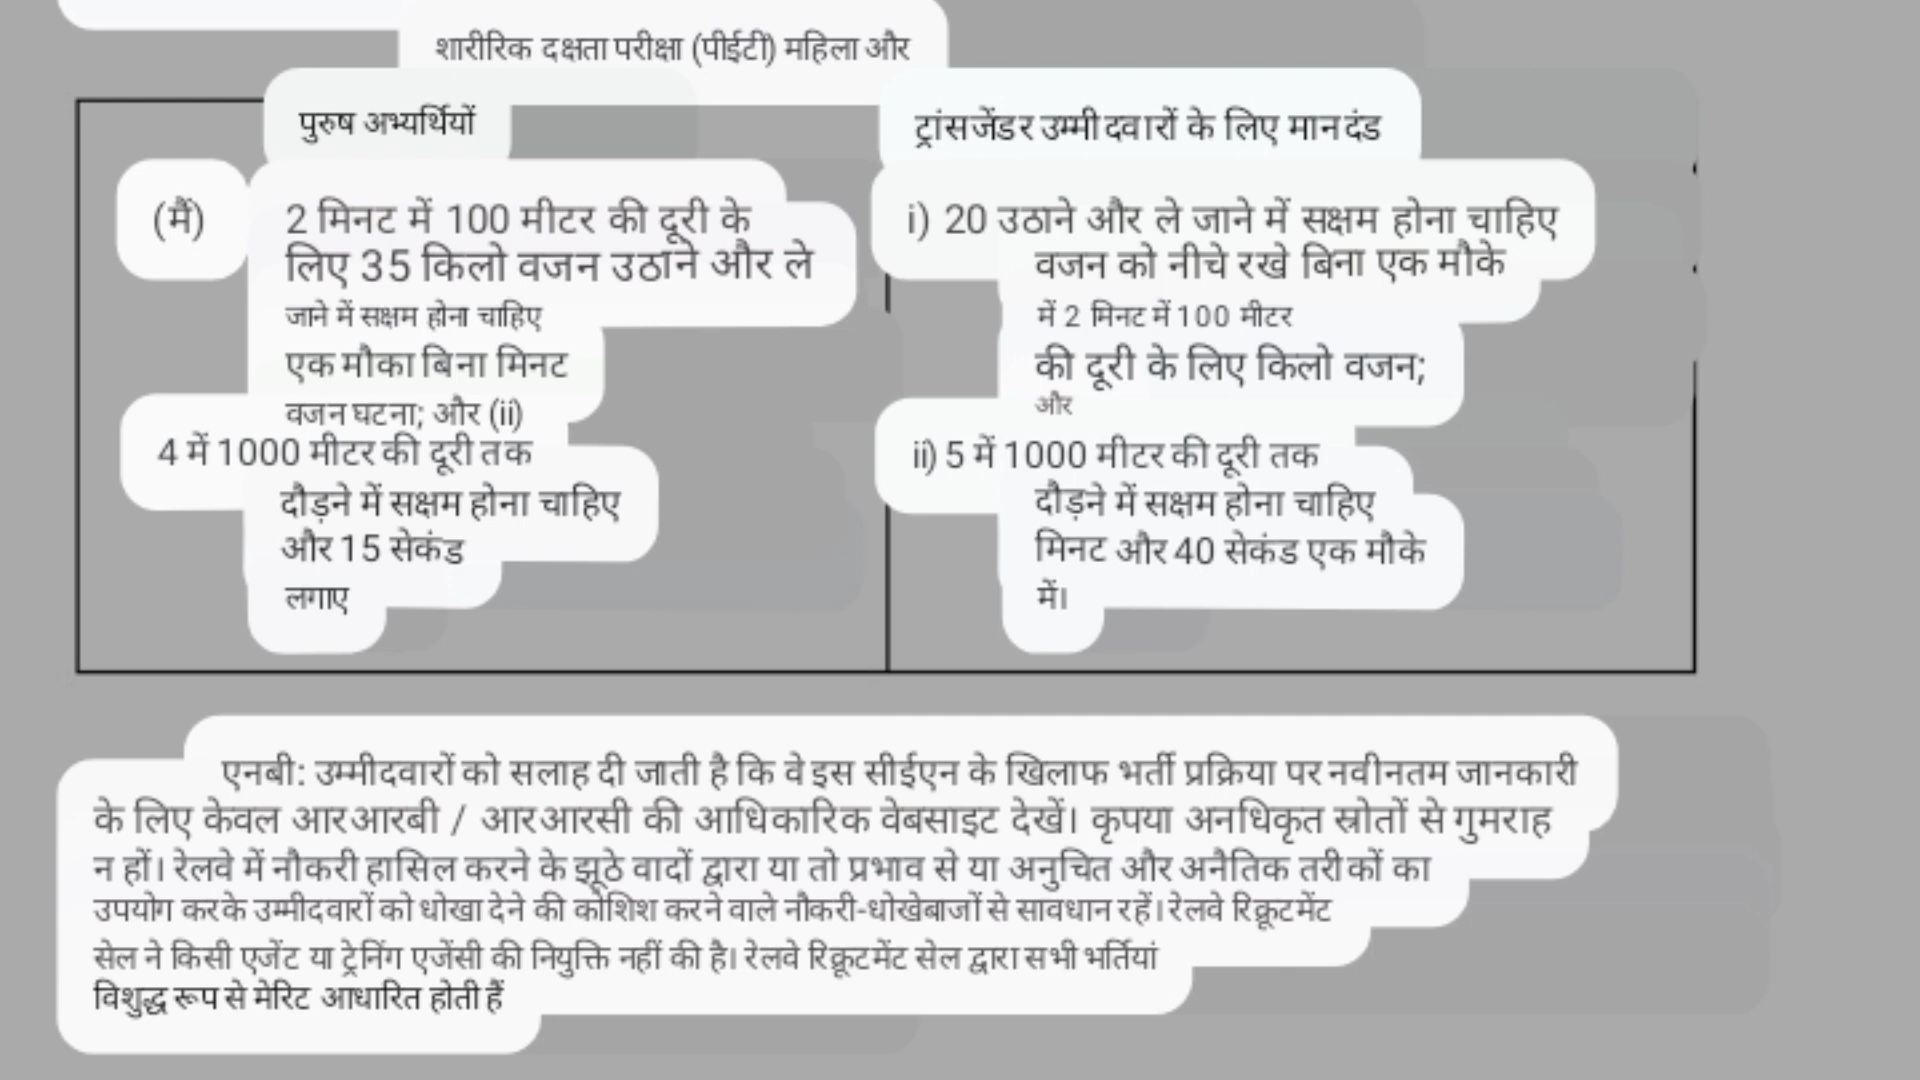 शारीरिक दक्षता परीक्षा (पीईटी) महिला और
पुरुष अभ्यर्थियों
(मैं)
2 मिनट में 100 मीटर की दूरी के
लिए 35 किलो वजन उठाने और ले
जाने में सक्षम होना चाहिए
एक मौका बिना मिनट
वजन घटना; और (ii)
4 में 1000 मीटर की दूरी तक
दौड़ने में सक्षम होना चाहिए
और 15 सेकंड
लगाए
ट्रांसजेंडर उम्मीदवारों के लिए मानदंड
i) 20 उठाने और ले जाने में सक्षम होना चाहिए
वजन को नीचे रखे बिना एक मौके
में 2 मिनट में 100 मीटर
की दूरी के लिए किलो वजन;
और
ii) 5 में 1000 मीटर की दूरी तक
दौड़ने में सक्षम होना चाहिए
मिनट और 40 सेकंड एक मौके
में।
एनबी: उम्मीदवारों को सलाह दी जाती है कि वे इस सीईएन के खिलाफ भर्ती प्रक्रिया पर नवीनतम जानकारी
के लिए केवल आरआरबी / आरआरसी की आधिकारिक वेबसाइट देखें। कृपया अनधिकृत स्रोतों से गुमराह
न हों। रेलवे में नौकरी हासिल करने के झूठे वादों द्वारा या तो प्रभाव से या अनुचित और अनैतिक तरीकों का
उपयोग करके उम्मीदवारों को धोखा देने की कोशिश करने वाले नौकरी-धोखेबाजों से सावधान रहें। रेलवे रिक्रूटमेंट
सेल ने किसी एजेंट या ट्रेनिंग एजेंसी की नियुक्ति नहीं की है। रेलवे रिक्रूटमेंट सेल द्वारा सभी भर्तियां
विशुद्ध रूप से मेरिट आधारित होती हैं